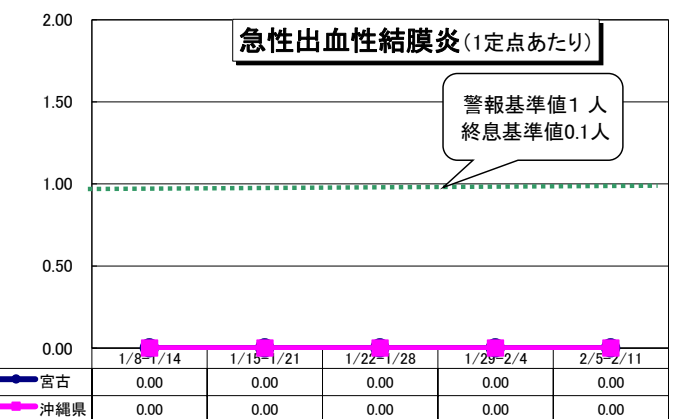 急性出血性結膜炎(1定点あたり)
警報基準値1 人
終息基準値0.1人
2.00
1.50
1.00
0.50
0.00
1/8-1/14 1/15-1/21 1/22-1/28 1/29-2/4 2/5-2/11
宮古 0.00 0.00 0.00 0.00 0.00
沖縄県 0.00 0.00 0.00 0.00 0.00